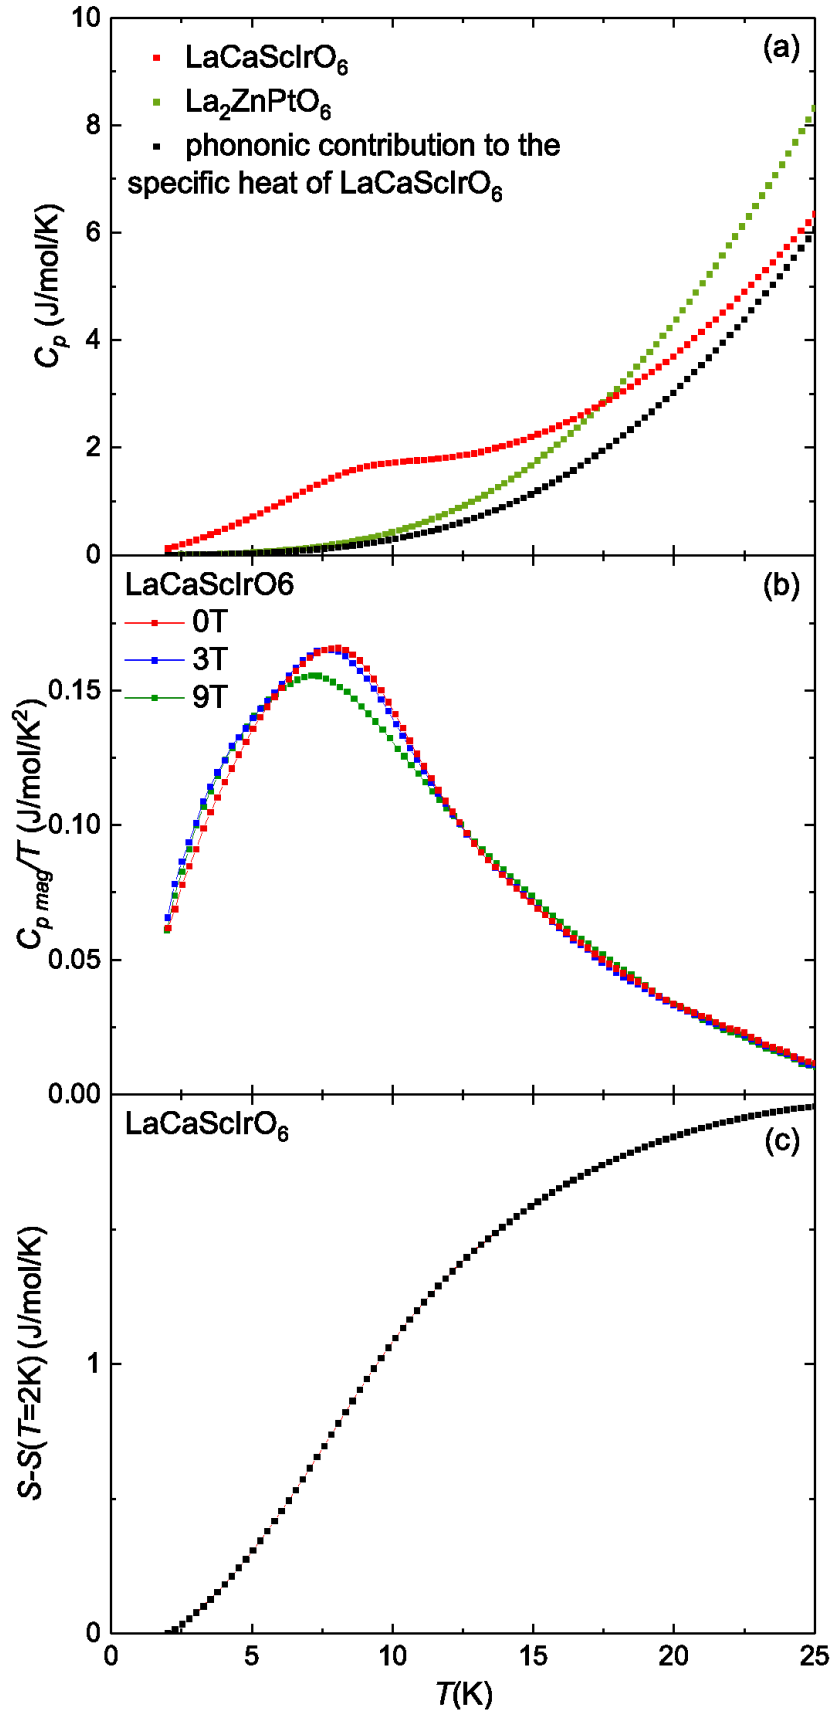 10
(a)
LaCaScIrO₆
La₂ZnPtO₆
phononic contribution to the
specific heat of LaCaScIrO₆
8
6
4
2
0
Cₚ (J/mol/K)
LaCaScIrO6
(b)
0T
3T
9T
0.15
0.10
0.05
0.00
Cₚ ₘₐg/T (J/mol/K²)
LaCaScIrO₆
(c)
1
0
S-S(T=2K) (J/mol/K)
0 5 10 15 20 25
T(K)